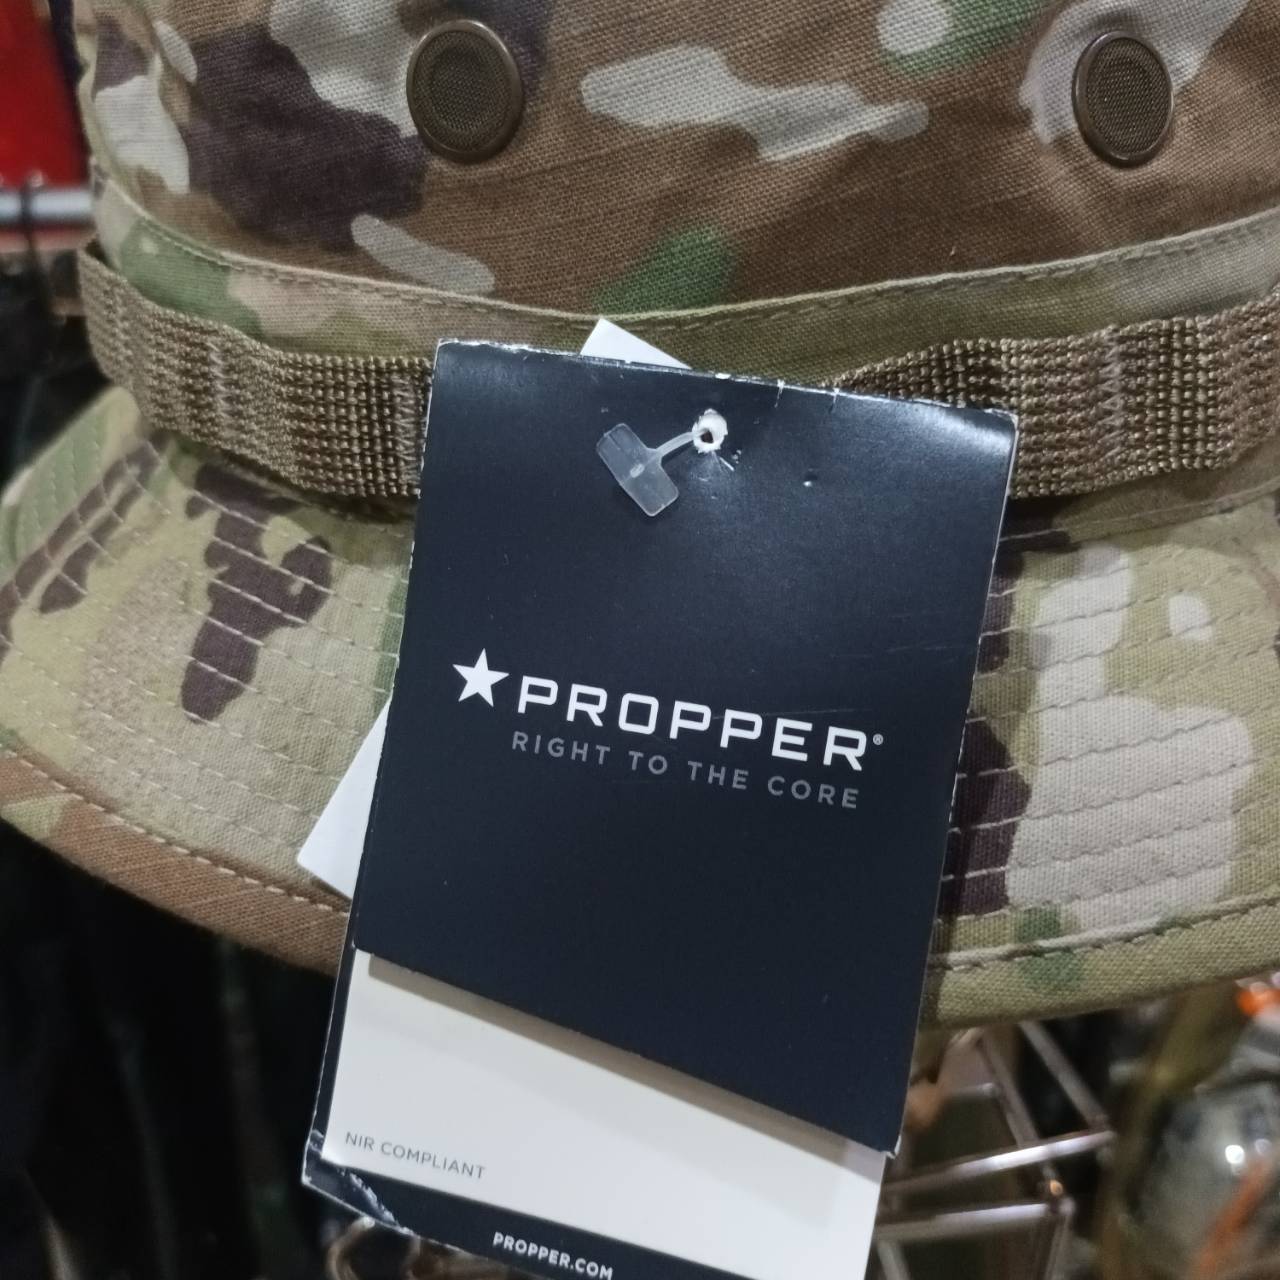 PROPPER®
RIGHT TO THE CORE
NIR COMPLIANT
PROPPER.COM